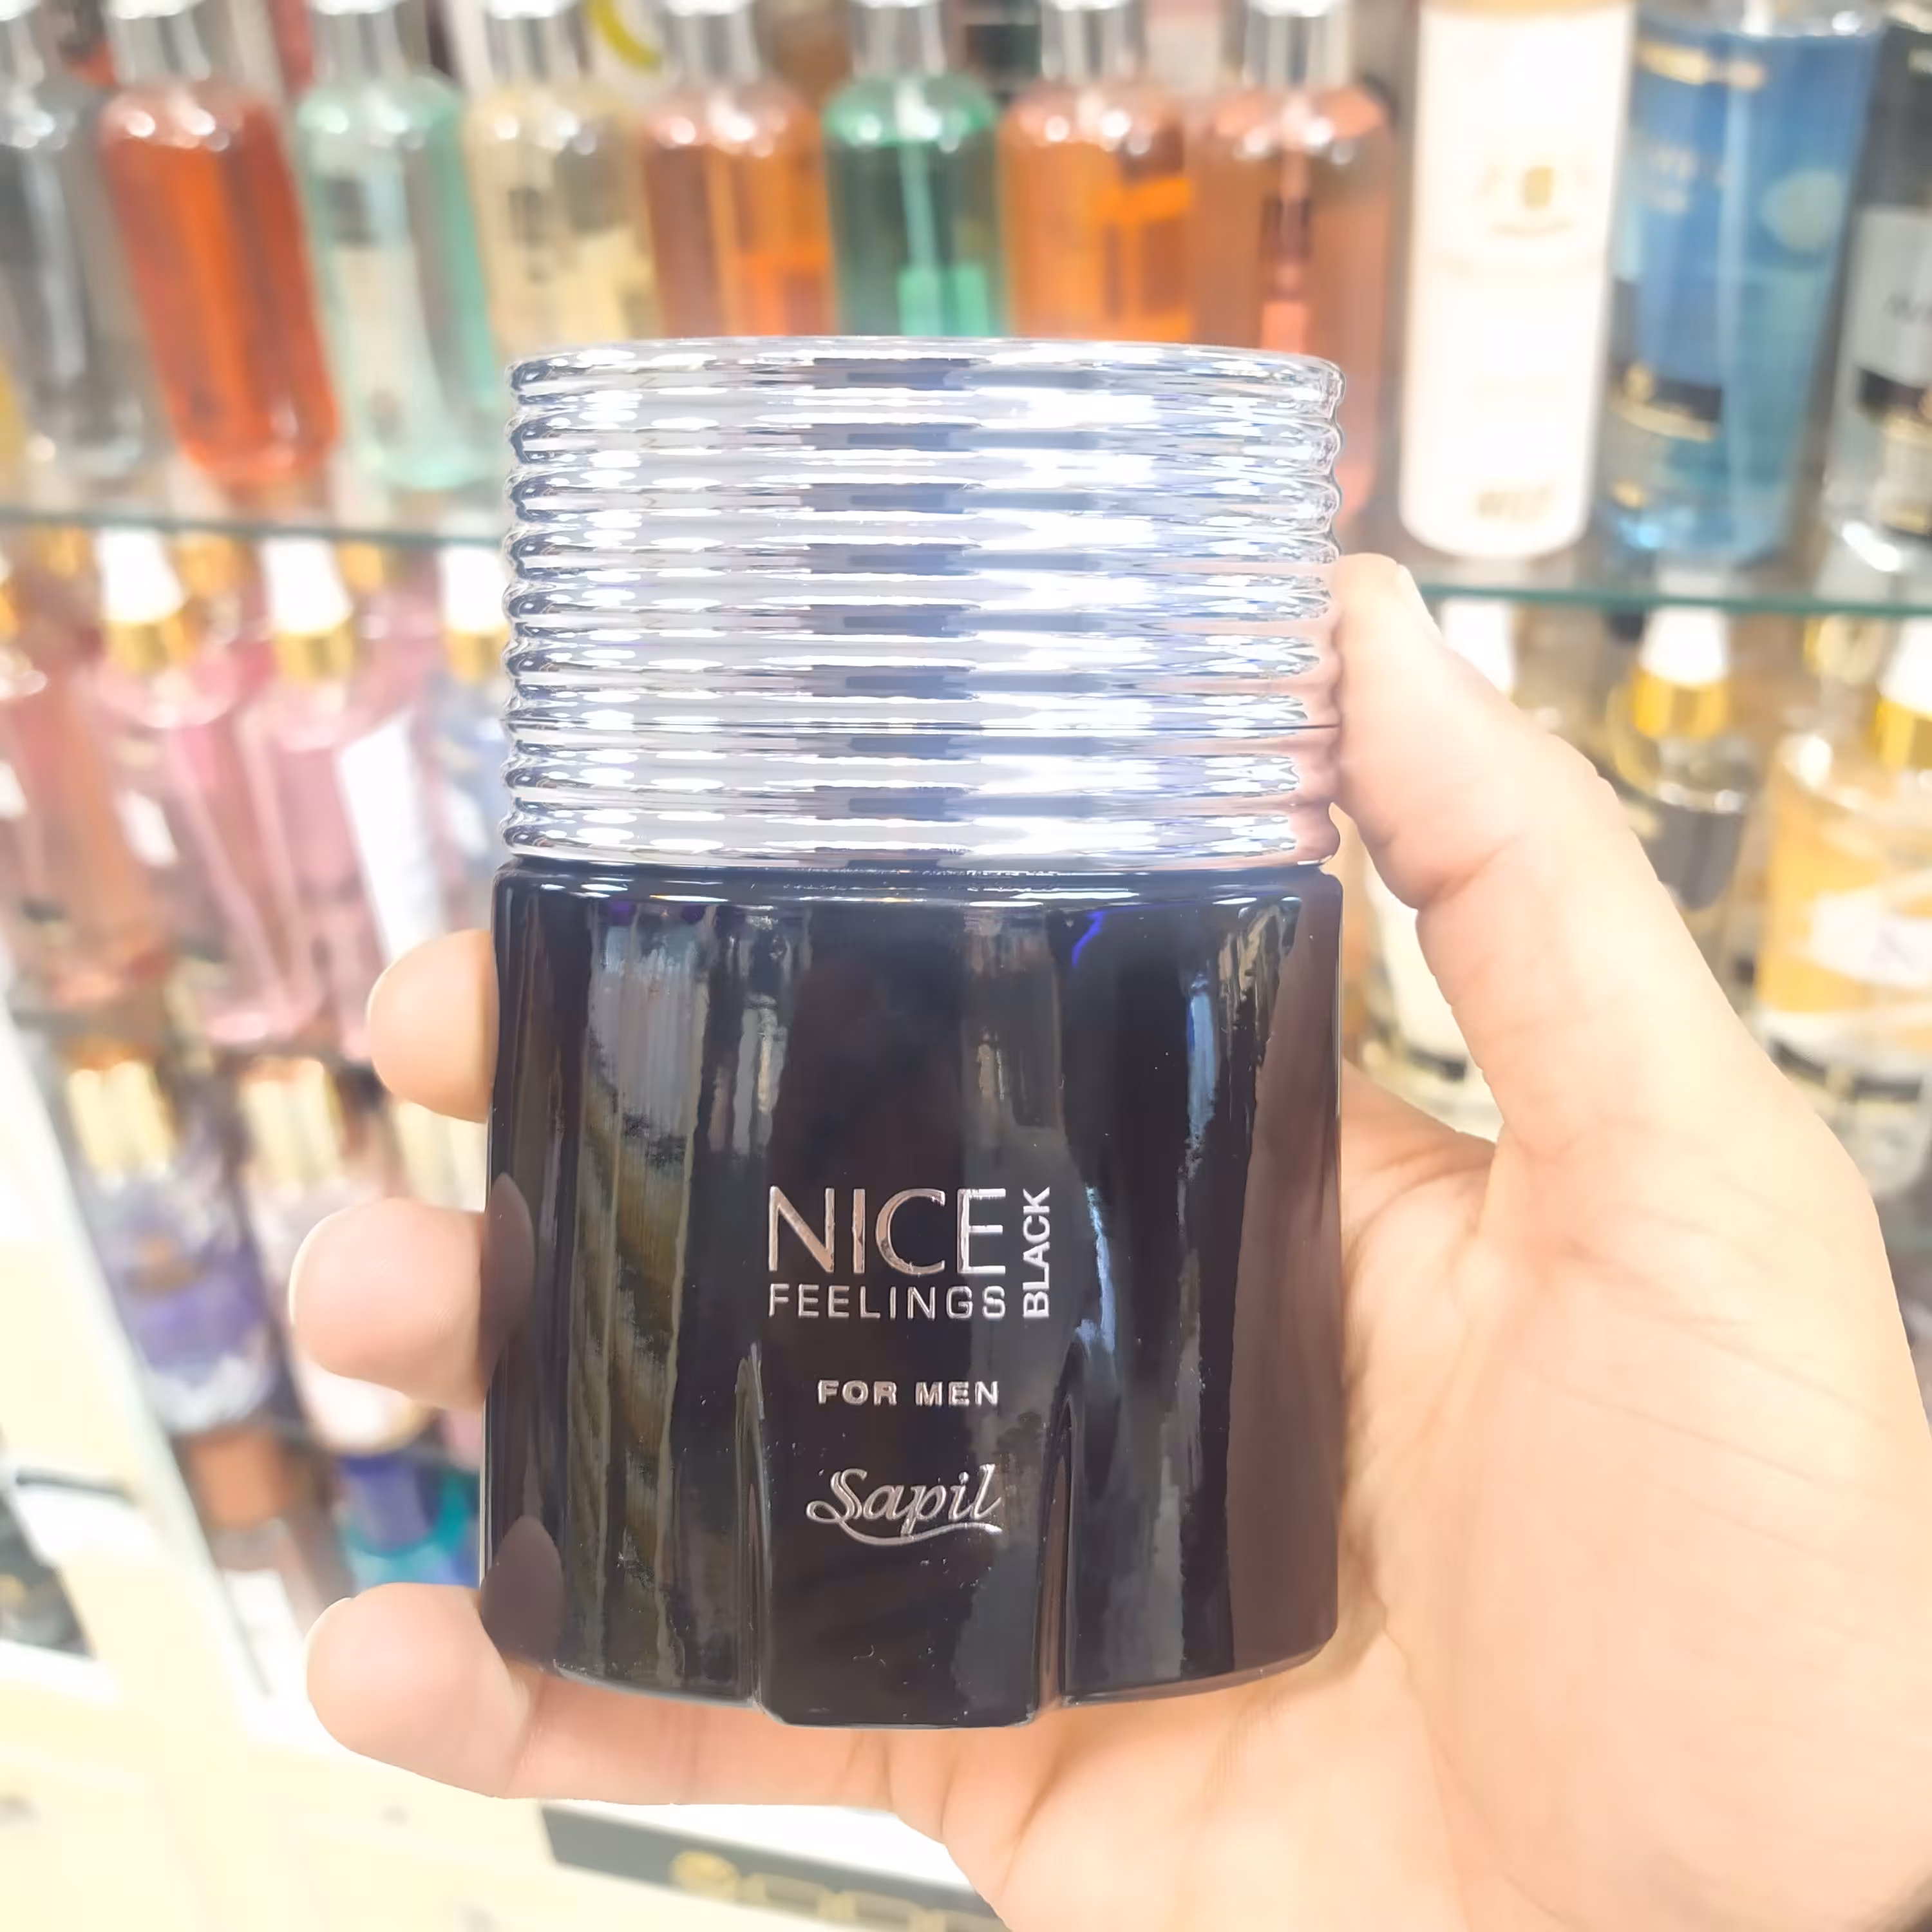 NICE
FEELINGS
BLACK
FOR MEN
Sapil